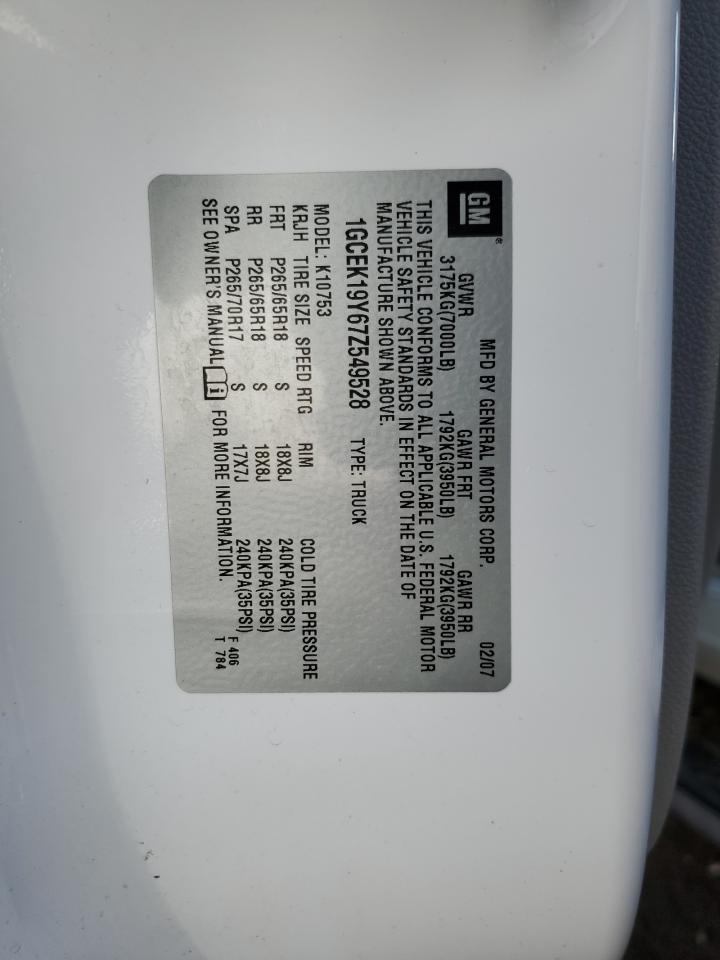 GM®
MFD BY GENERAL MOTORS CORP. 02/07
GVWR GAWR FRT GAWR RR
3175KG(7000LB) 1792KG(3950LB) 1792KG(3950LB)
THIS VEHICLE CONFORMS TO ALL APPLICABLE U.S. FEDERAL MOTOR
VEHICLE SAFETY STANDARDS IN EFFECT ON THE DATE OF
MANUFACTURE SHOWN ABOVE.
1GCEK19Y67Z549528 TYPE: TRUCK
MODEL: K10753
KRJH TIRE SIZE SPEED RTG RIM COLD TIRE PRESSURE
FRT P265/65R18 S 18X8J 240KPA(35PSI)
RR P265/65R18 S 18X8J 240KPA(35PSI)
SPA P265/70R17 S 17X7J 240KPA(35PSI)
SEE OWNER'S MANUAL i FOR MORE INFORMATION.
F 406
T 784